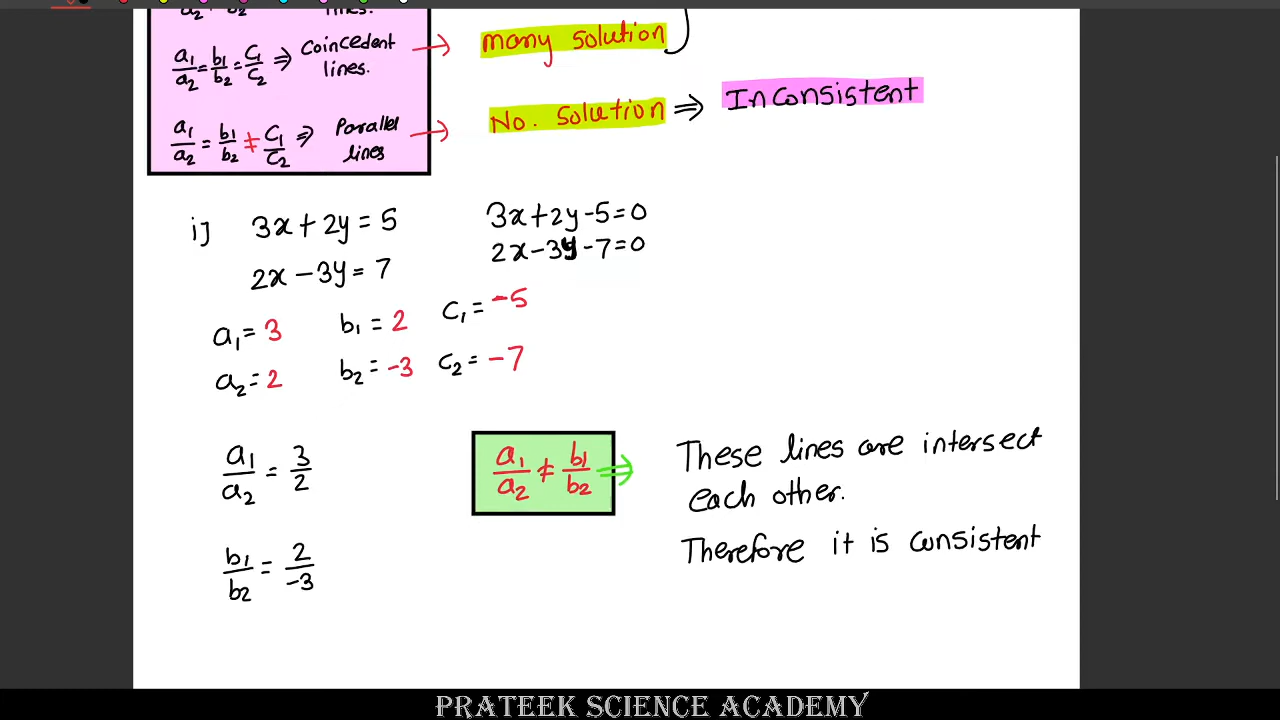 lines.
a₂ b₂
a₁/a₂ = b₁/b₂ = C₁/C₂ ⇒ Coincedent lines. → many solution
a₁/a₂ = b₁/b₂ ≠ C₁/C₂ ⇒ Parallel lines → No. Solution ⇒ Inconsistent
i] 3x + 2y = 5
2x - 3y = 7
3x+2y-5=0
2x-3y-7=0
a₁= 3 b₁ = 2 C₁ = -5
a₂= 2 b₂ = -3 C₂ = -7
a₁/a₂ = 3/2
b₁/b₂ = 2/-3
a₁/a₂ ≠ b₁/b₂ ⇒
These lines are intersect
each other.
Therefore it is consistent
PRATEEK SCIENCE ACADEMY